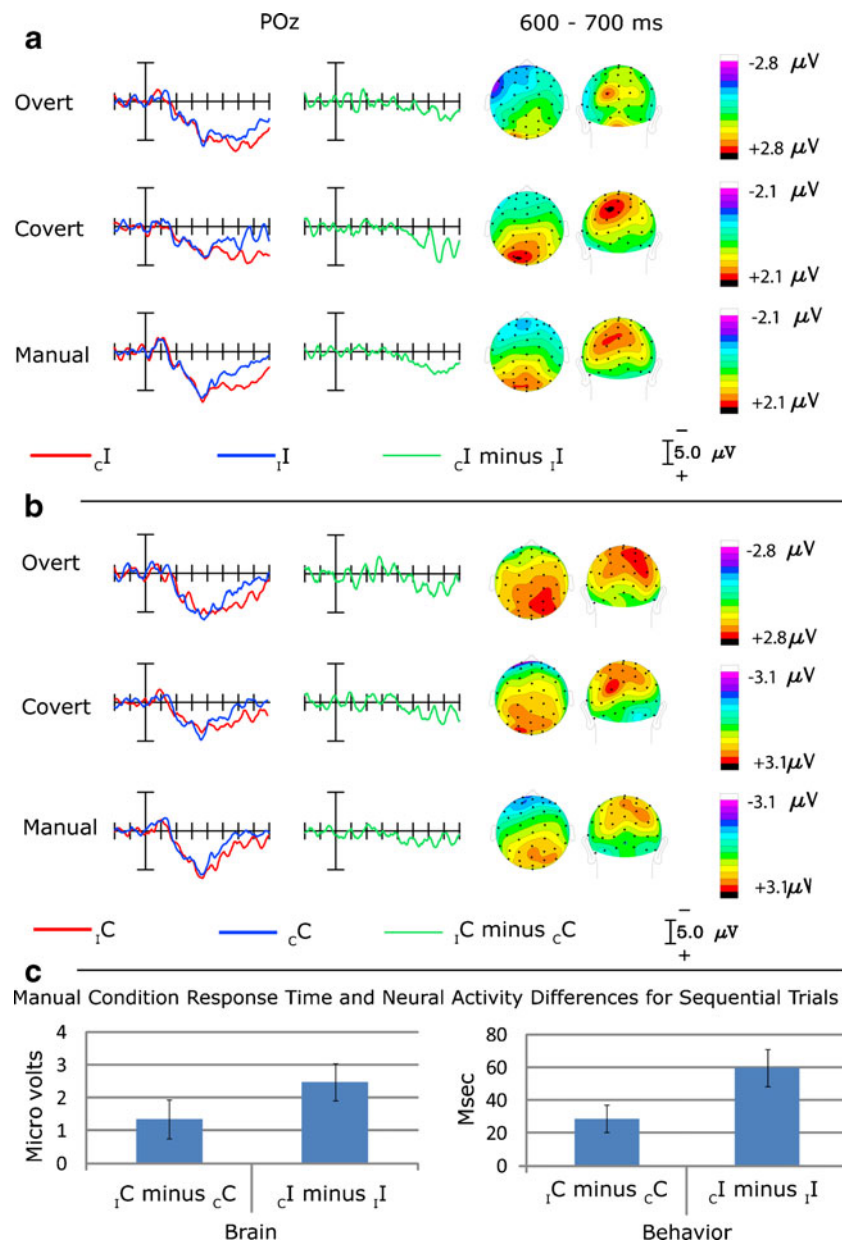 a
POz
600 - 700 ms
Overt
-2.8 μV
+2.8 μV
Covert
-2.1 μV
+2.1 μV
Manual
-2.1 μV
+2.1 μV
cI
II
cI minus II
−
5.0 μV
+
b
Overt
-2.8 μV
+2.8 μV
Covert
-3.1 μV
+3.1μV
Manual
-3.1 μV
+3.1μV
IC
cC
IC minus cC
−
5.0 μV
+
c
Manual Condition Response Time and Neural Activity Differences for Sequential Trials
Micro volts
4
3
2
1
0
IC minus cC
cI minus II
Brain
Msec
80
60
40
20
0
IC minus cC
cI minus II
Behavior